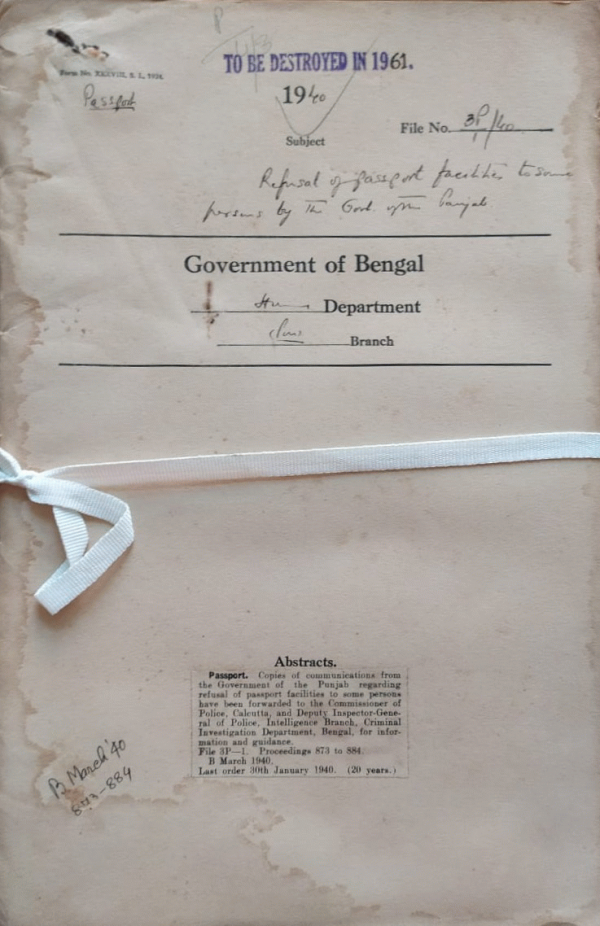 P
TO BE DESTROYED IN 1961.
Form No. XXXVIII, S. L. 1934.
Passport
1940
File No. 3P/1/40
Subject
Refusal of passport facilities to some
persons by the Govt. of the Punjab.
Government of Bengal
Department
Branch
Abstracts.
Passport. Copies of communications from
the Government of the Punjab regarding
refusal of passport facilities to some persons
have been forwarded to the Commissioner of
Police, Calcutta, and Deputy Inspector-Gene-
ral of Police, Intelligence Branch, Criminal
Investigation Department, Bengal, for infor-
mation and guidance.
File 3P—1. Proceedings 873 to 884.
B March 1940.
Last order 30th January 1940. (20 years.)
B March '40
873-884